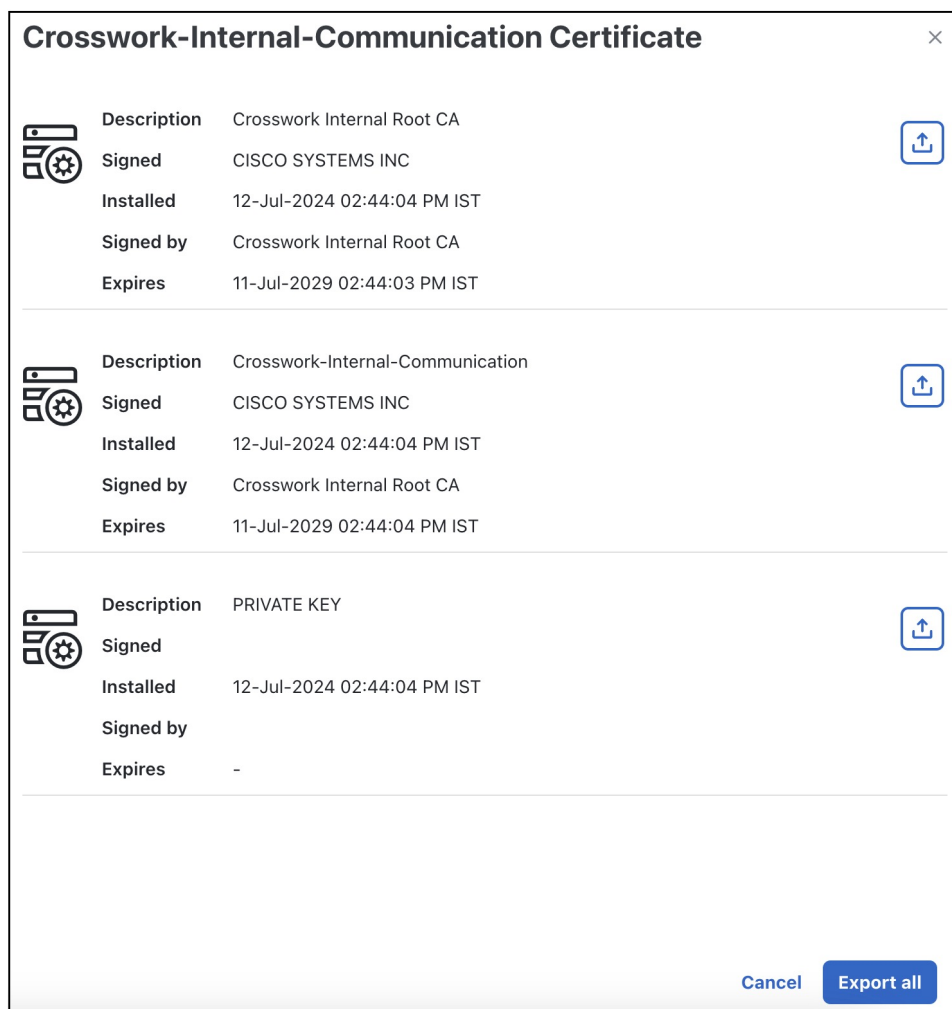 Crosswork-Internal-Communication Certificate
Description Crosswork Internal Root CA
Signed CISCO SYSTEMS INC
Installed 12-Jul-2024 02:44:04 PM IST
Signed by Crosswork Internal Root CA
Expires 11-Jul-2029 02:44:03 PM IST
Description Crosswork-Internal-Communication
Signed CISCO SYSTEMS INC
Installed 12-Jul-2024 02:44:04 PM IST
Signed by Crosswork Internal Root CA
Expires 11-Jul-2029 02:44:04 PM IST
Description PRIVATE KEY
Signed
Installed 12-Jul-2024 02:44:04 PM IST
Signed by
Expires -
Cancel Export all